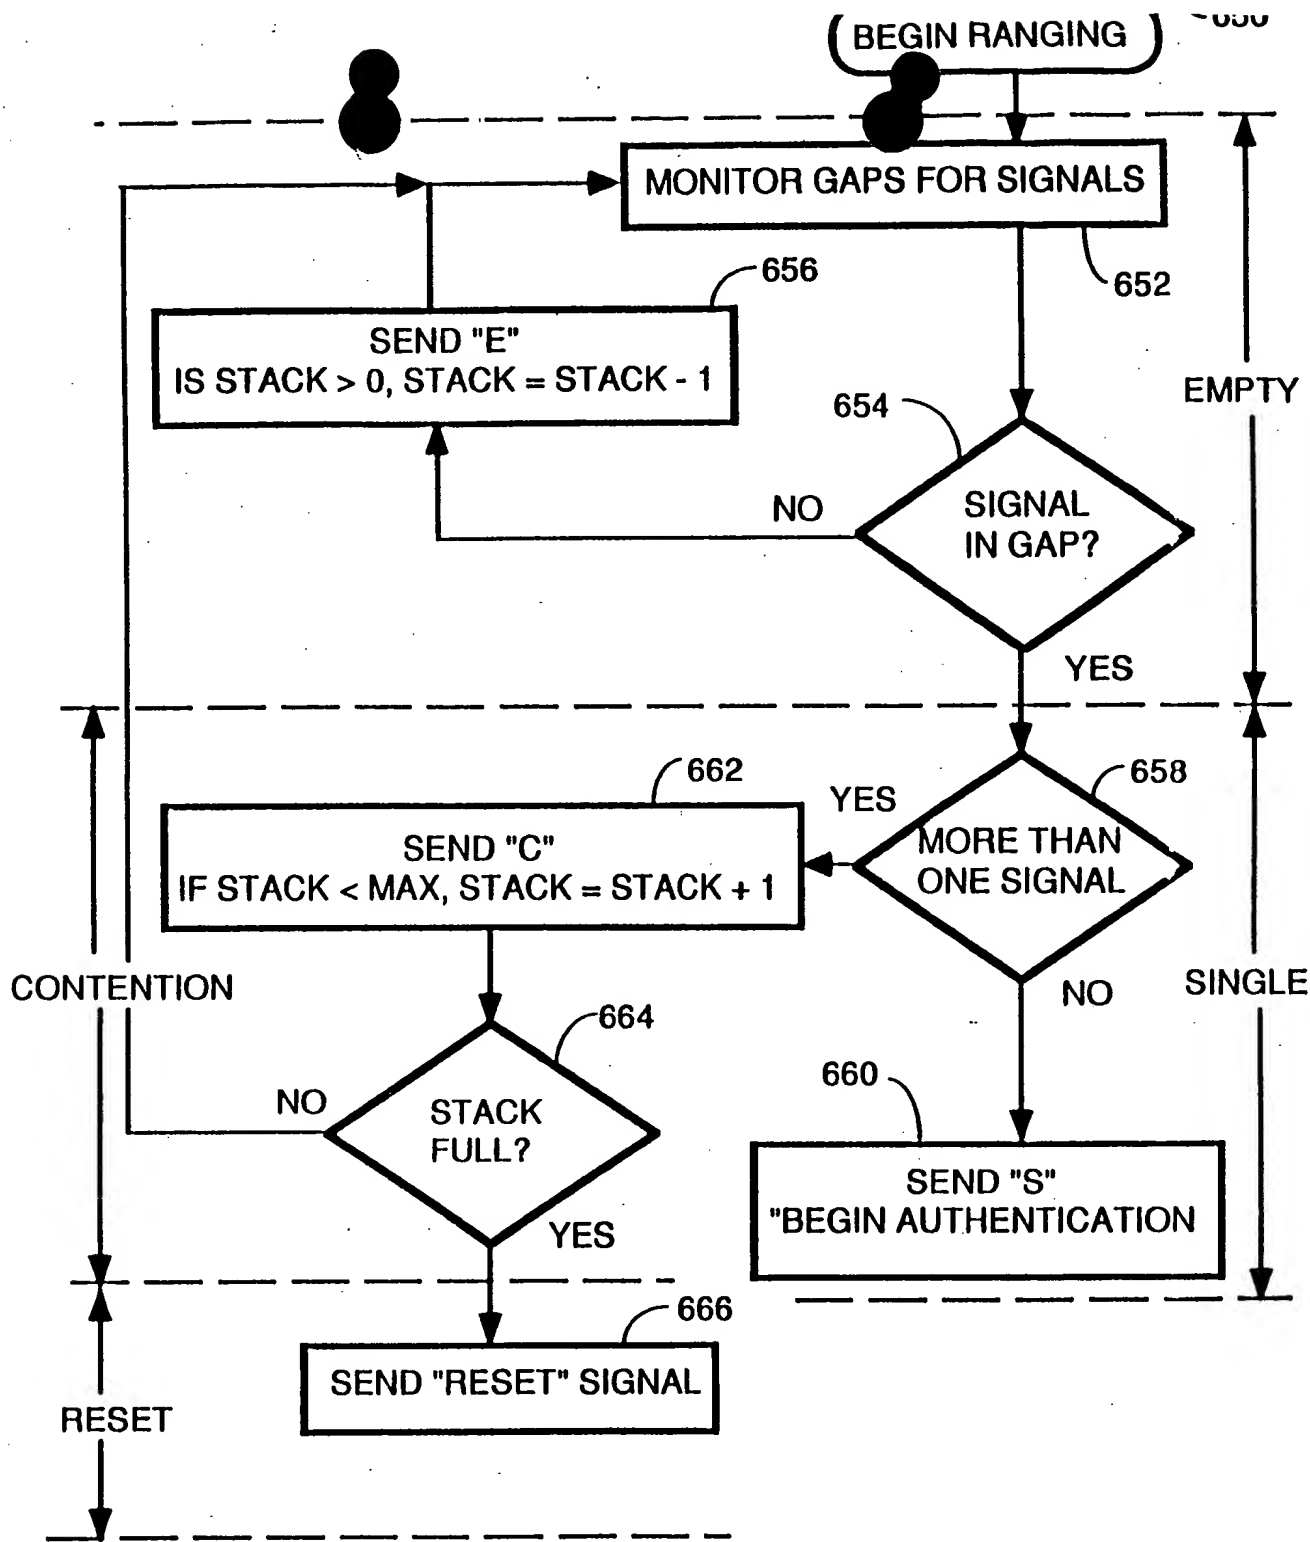 BEGIN RANGING
MONITOR GAPS FOR SIGNALS
652
656
SEND "E"
IS STACK > 0, STACK = STACK - 1
EMPTY
654
SIGNAL
IN GAP?
NO
YES
658
MORE THAN
ONE SIGNAL
YES
NO
662
SEND "C"
IF STACK < MAX, STACK = STACK + 1
CONTENTION
SINGLE
664
STACK
FULL?
NO
YES
660
SEND "S"
"BEGIN AUTHENTICATION
666
SEND "RESET" SIGNAL
RESET